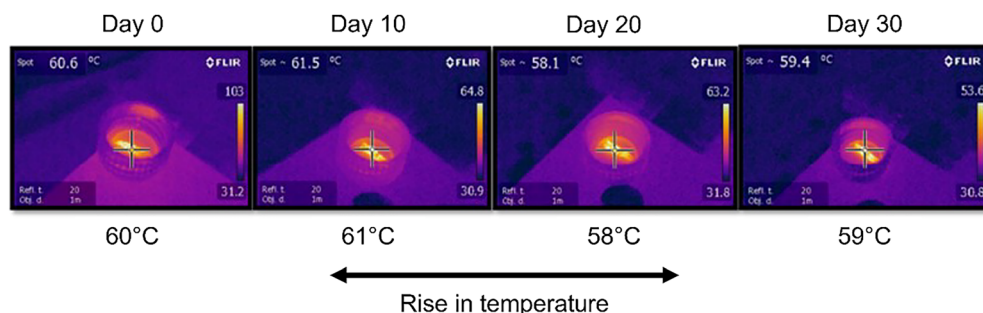 Day 0
Day 10
Day 20
Day 30
Spot 60.6 °C
FLIR
103
31.2
Refl. t. 20
Obj. d. 1m
Spot ~ 61.5 °C
FLIR
64.8
30.9
Refl. t. 20
Obj. d. 1m
Spot ~ 58.1 °C
FLIR
63.2
31.8
Refl. t. 20
Obj. d. 1m
Spot ~ 59.4 °C
FLIR
53.6
30.8
Refl. t. 20
Obj. d. 1m
60°C
61°C
58°C
59°C
Rise in temperature